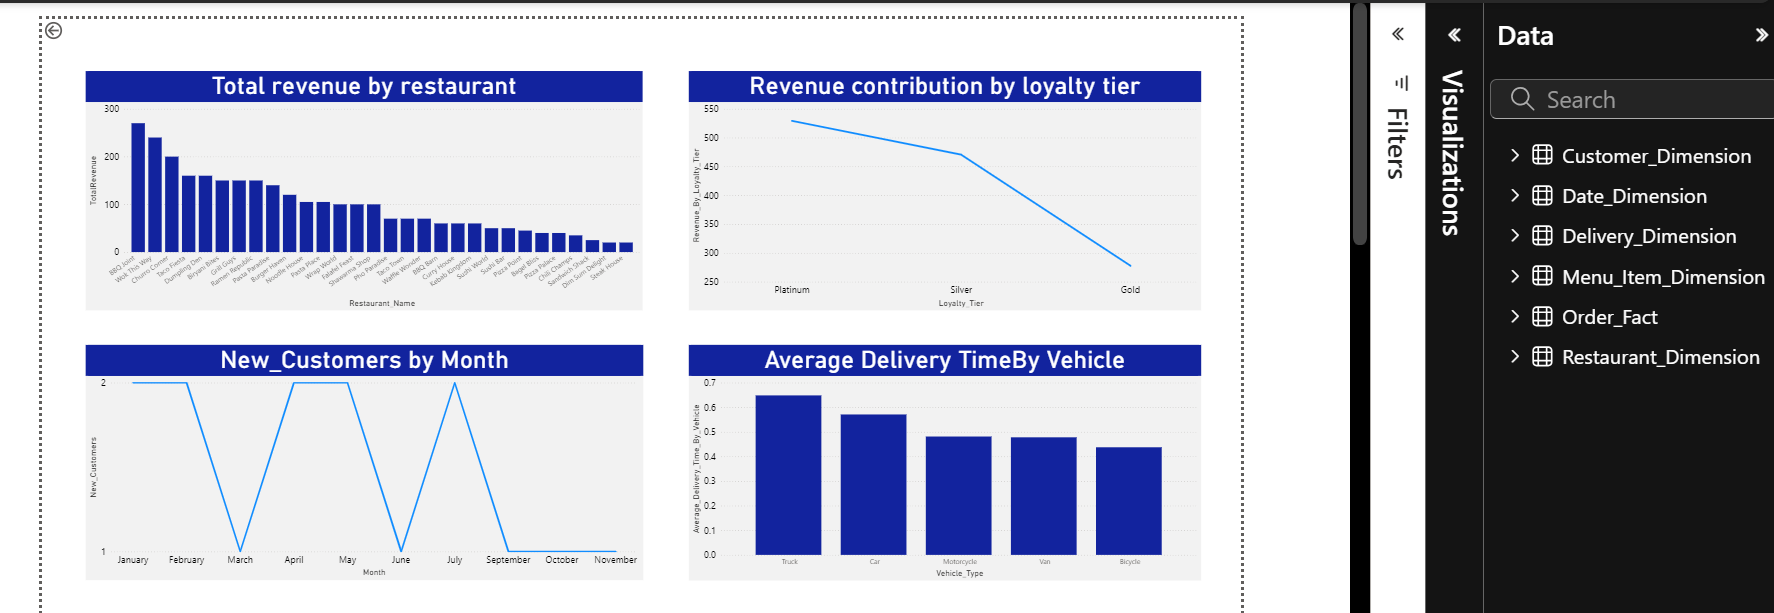 Total revenue by restaurant
300
200
100
0
TotalRevenue
BBQ Joint
Wok This Way
Churro Corner
Taco Fiesta
Dumpling Den
Biryani Bites
Grill Guys
Ramen Republic
Pasta Paradise
Burger Haven
Noodle House
Pasta Place
Wrap World
Falafel Feast
Shawarma Shop
Pho Paradise
Taco Town
Waffle Wonder
BBQ Barn
Curry House
Kebab Kingdom
Sushi World
Sushi Bar
Pizza Point
Bagel Bliss
Pizza Palace
Chili Champs
Sandwich Shack
Dim Sum Delight
Steak House
Restaurant_Name
Revenue contribution by loyalty tier
550
500
450
400
350
300
250
Revenue_By_Loyalty_Tier
Platinum
Silver
Gold
Loyalty_Tier
New_Customers by Month
2
1
New_Customers
January
February
March
April
May
June
July
September
October
November
Month
Average Delivery TimeBy Vehicle
0.7
0.6
0.5
0.4
0.3
0.2
0.1
0.0
Average_Delivery_Time_By_Vehicle
Truck
Car
Motorcycle
Van
Bicycle
Vehicle_Type
Filters
Visualizations
Data
Search
Customer_Dimension
Date_Dimension
Delivery_Dimension
Menu_Item_Dimension
Order_Fact
Restaurant_Dimension